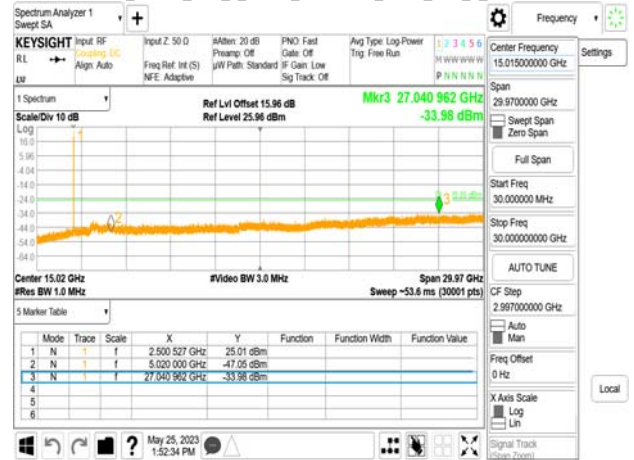 Spectrum Analyzer 1
Swept SA
+
Frequency
KEYSIGHT
RL
Input: RF
Coupling: DC
Align: Auto
Input Z: 50 Ω
Freq Ref: Int (S)
NFE: Adaptive
#Atten: 20 dB
Preamp: Off
µW Path: Standard
PNO: Fast
Gate: Off
IF Gain: Low
Sig Track: Off
Avg Type: Log-Power
Trig: Free Run
1 2 3 4 5 6
M W W W W W
P N N N N N
Center Frequency
15.015000000 GHz
Settings
Span
29.9700000 GHz
Swept Span
Zero Span
Full Span
Start Freq
30.000000 MHz
Stop Freq
30.000000000 GHz
AUTO TUNE
CF Step
2.997000000 GHz
Auto
Man
Freq Offset
0 Hz
X Axis Scale
Log
Lin
Signal Track
(Span Zoom)
Local
1 Spectrum
Scale/Div 10 dB
Ref Lvl Offset 15.96 dB
Ref Level 25.96 dBm
Mkr3 27.040 962 GHz
-33.98 dBm
Log
16.0
5.96
-4.04
-14.0
-24.0
-34.0
-44.0
-54.0
-64.0
1
2
3
Center 15.02 GHz
#Res BW 1.0 MHz
#Video BW 3.0 MHz
Span 29.97 GHz
Sweep ~53.6 ms (30001 pts)
5 Marker Table
Mode Trace Scale X Y Function Function Width Function Value
1 N 1 f 2.500 527 GHz 25.01 dBm
2 N 1 f 5.020 000 GHz -47.05 dBm
3 N 1 f 27.040 962 GHz -33.98 dBm
4
5
6
?
May 25, 2023
1:52:34 PM